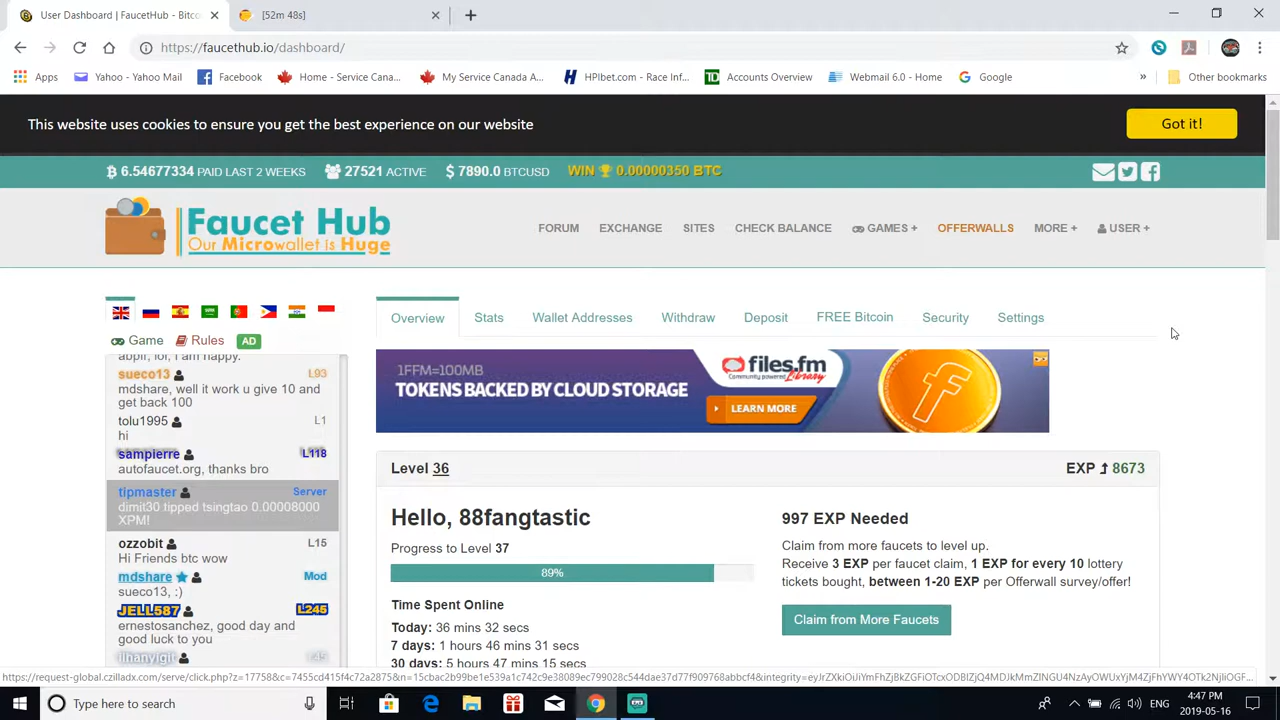 User Dashboard | FaucetHub - Bitco
[52m 48s]
https://faucethub.io/dashboard/
Apps
Yahoo - Yahoo Mail
Facebook
Home - Service Cana...
My Service Canada A...
HPIbet.com - Race Inf...
Accounts Overview
Webmail 6.0 - Home
Google
»
Other bookmarks
This website uses cookies to ensure you get the best experience on our website
Got it!
6.54677334 PAID LAST 2 WEEKS
27521 ACTIVE
$ 7890.0 BTCUSD
WIN 0.00000350 BTC
Faucet Hub
Our Microwallet is Huge
FORUM
EXCHANGE
SITES
CHECK BALANCE
GAMES +
OFFERWALLS
MORE +
USER +
Overview
Stats
Wallet Addresses
Withdraw
Deposit
FREE Bitcoin
Security
Settings
Game
Rules
AD
abpir, lol, I am happy.
sueco13 L93
mdshare, well it work u give 10 and
get back 100
tolu1995 L1
hi
sampierre L118
autofaucet.org, thanks bro
tipmaster Server
dimit30 tipped tsingtao 0.00008000
XPM!
ozzobit L15
Hi Friends btc wow
mdshare Mod
sueco13, :)
JELL587 L245
ernestosanchez, good day and
good luck to you
1FFM=100MB
TOKENS BACKED BY CLOUD STORAGE
files.fm
Community powered Library
LEARN MORE
Level 36
EXP 8673
Hello, 88fangtastic
Progress to Level 37
89%
Time Spent Online
Today: 36 mins 32 secs
7 days: 1 hours 46 mins 31 secs
30 days: 5 hours 47 mins 15 secs
997 EXP Needed
Claim from more faucets to level up.
Receive 3 EXP per faucet claim, 1 EXP for every 10 lottery
tickets bought, between 1-20 EXP per Offerwall survey/offer!
Claim from More Faucets
Type here to search
ENG
4:47 PM
2019-05-16